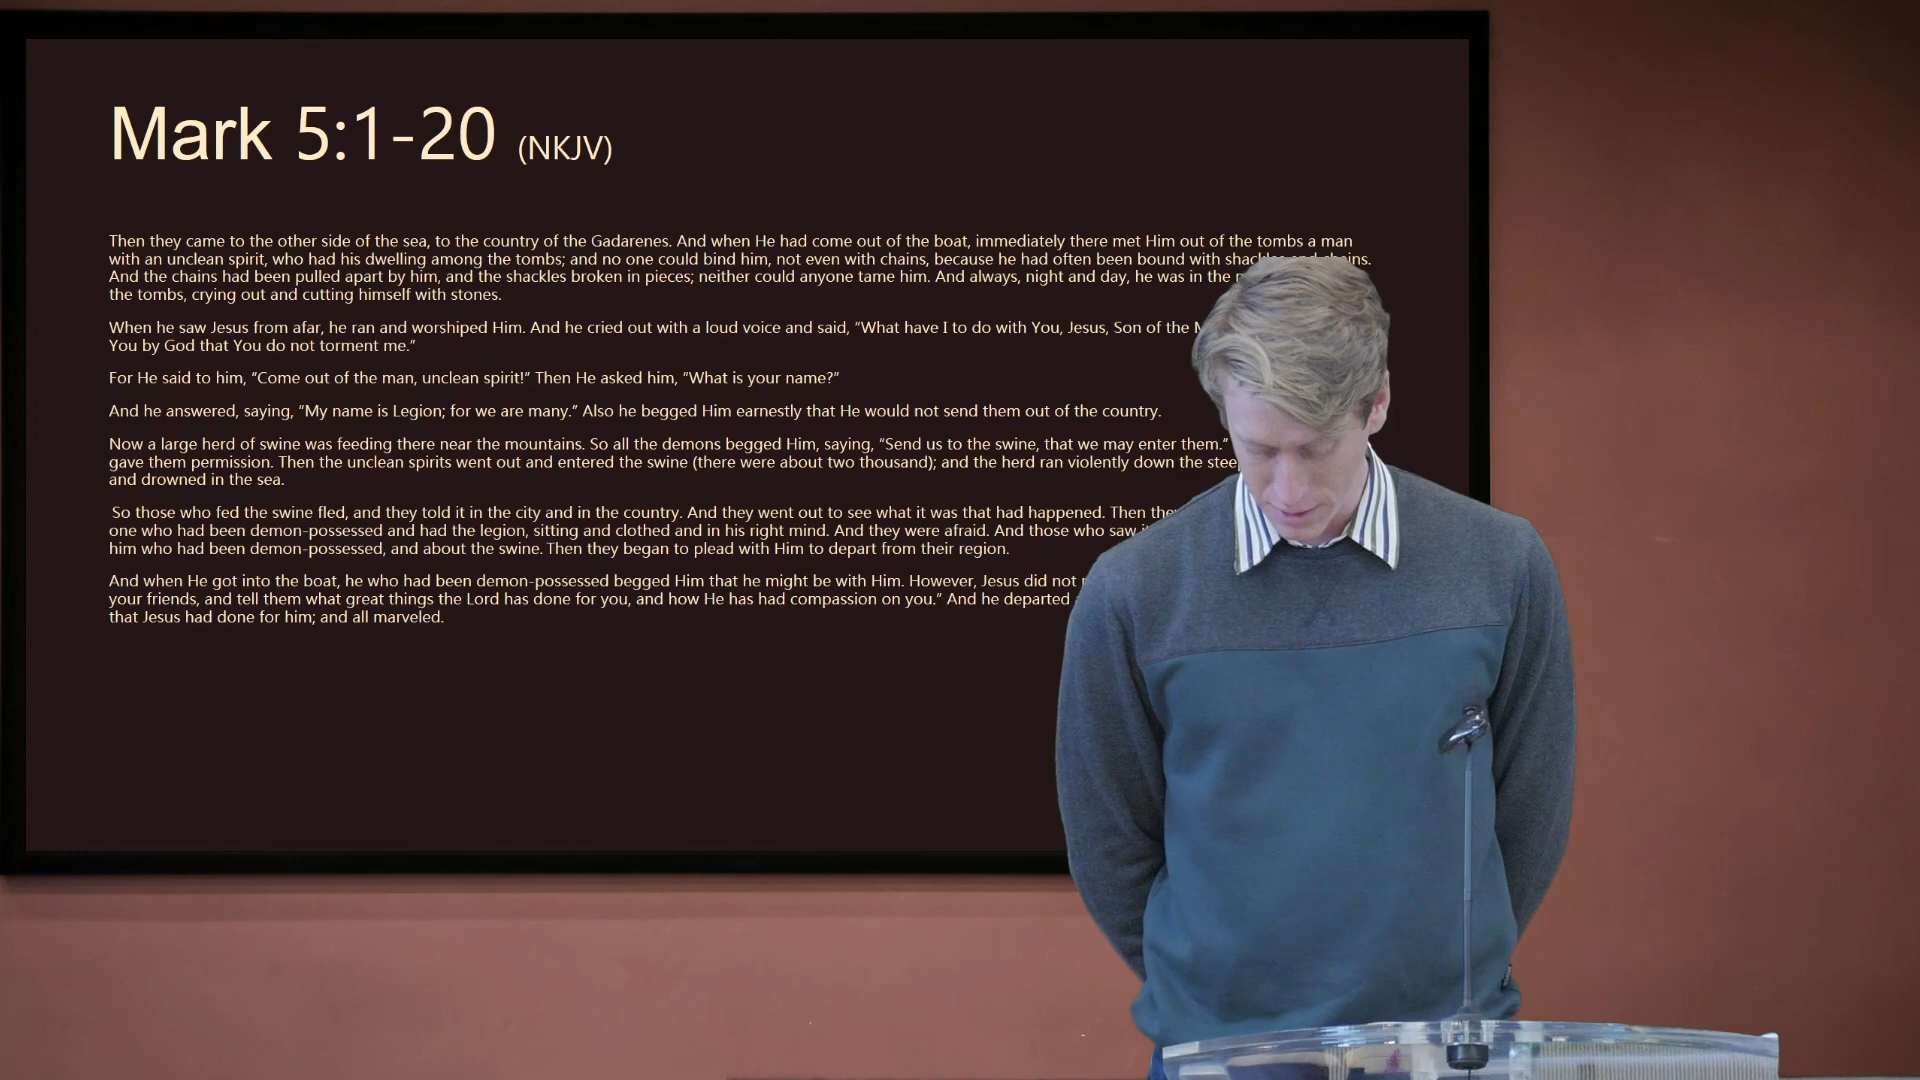 Mark 5:1-20 (NKJV)
Then they came to the other side of the sea, to the country of the Gadarenes. And when He had come out of the boat, immediately there met Him out of the tombs a man
with an unclean spirit, who had his dwelling among the tombs; and no one could bind him, not even with chains, because he had often been bound with shackles and chains.
And the chains had been pulled apart by him, and the shackles broken in pieces; neither could anyone tame him. And always, night and day, he was in the
the tombs, crying out and cutting himself with stones.
When he saw Jesus from afar, he ran and worshiped Him. And he cried out with a loud voice and said, “What have I to do with You, Jesus, Son of the
You by God that You do not torment me.”
For He said to him, “Come out of the man, unclean spirit!” Then He asked him, “What is your name?”
And he answered, saying, “My name is Legion; for we are many.” Also he begged Him earnestly that He would not send them out of the country.
Now a large herd of swine was feeding there near the mountains. So all the demons begged Him, saying, “Send us to the swine, that we may enter them.”
gave them permission. Then the unclean spirits went out and entered the swine (there were about two thousand); and the herd ran violently down the
and drowned in the sea.
So those who fed the swine fled, and they told it in the city and in the country. And they went out to see what it was that had happened. Then
one who had been demon-possessed and had the legion, sitting and clothed and in his right mind. And they were afraid. And those who saw
him who had been demon-possessed, and about the swine. Then they began to plead with Him to depart from their region.
And when He got into the boat, he who had been demon-possessed begged Him that he might be with Him. However, Jesus did not
your friends, and tell them what great things the Lord has done for you, and how He has had compassion on you.” And he departed
that Jesus had done for him; and all marveled.